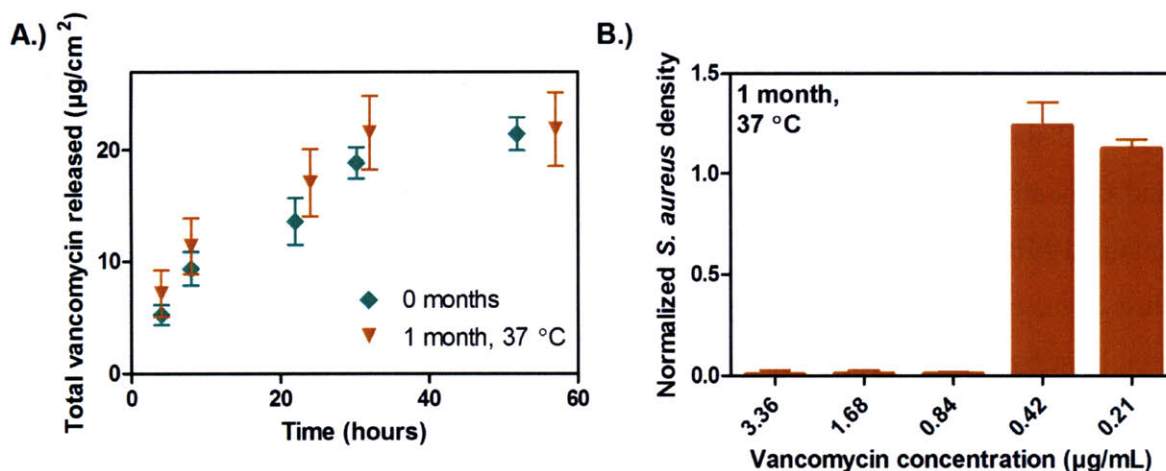 A.)
Total vancomycin released (µg/cm²)
20
10
0
0 months
1 month, 37 °C
0
20
40
60
Time (hours)
B.)
Normalized S. aureus density
1.5
1.0
0.5
0.0
1 month,
37 °C
3.36
1.68
0.84
0.42
0.21
Vancomycin concentration (µg/mL)